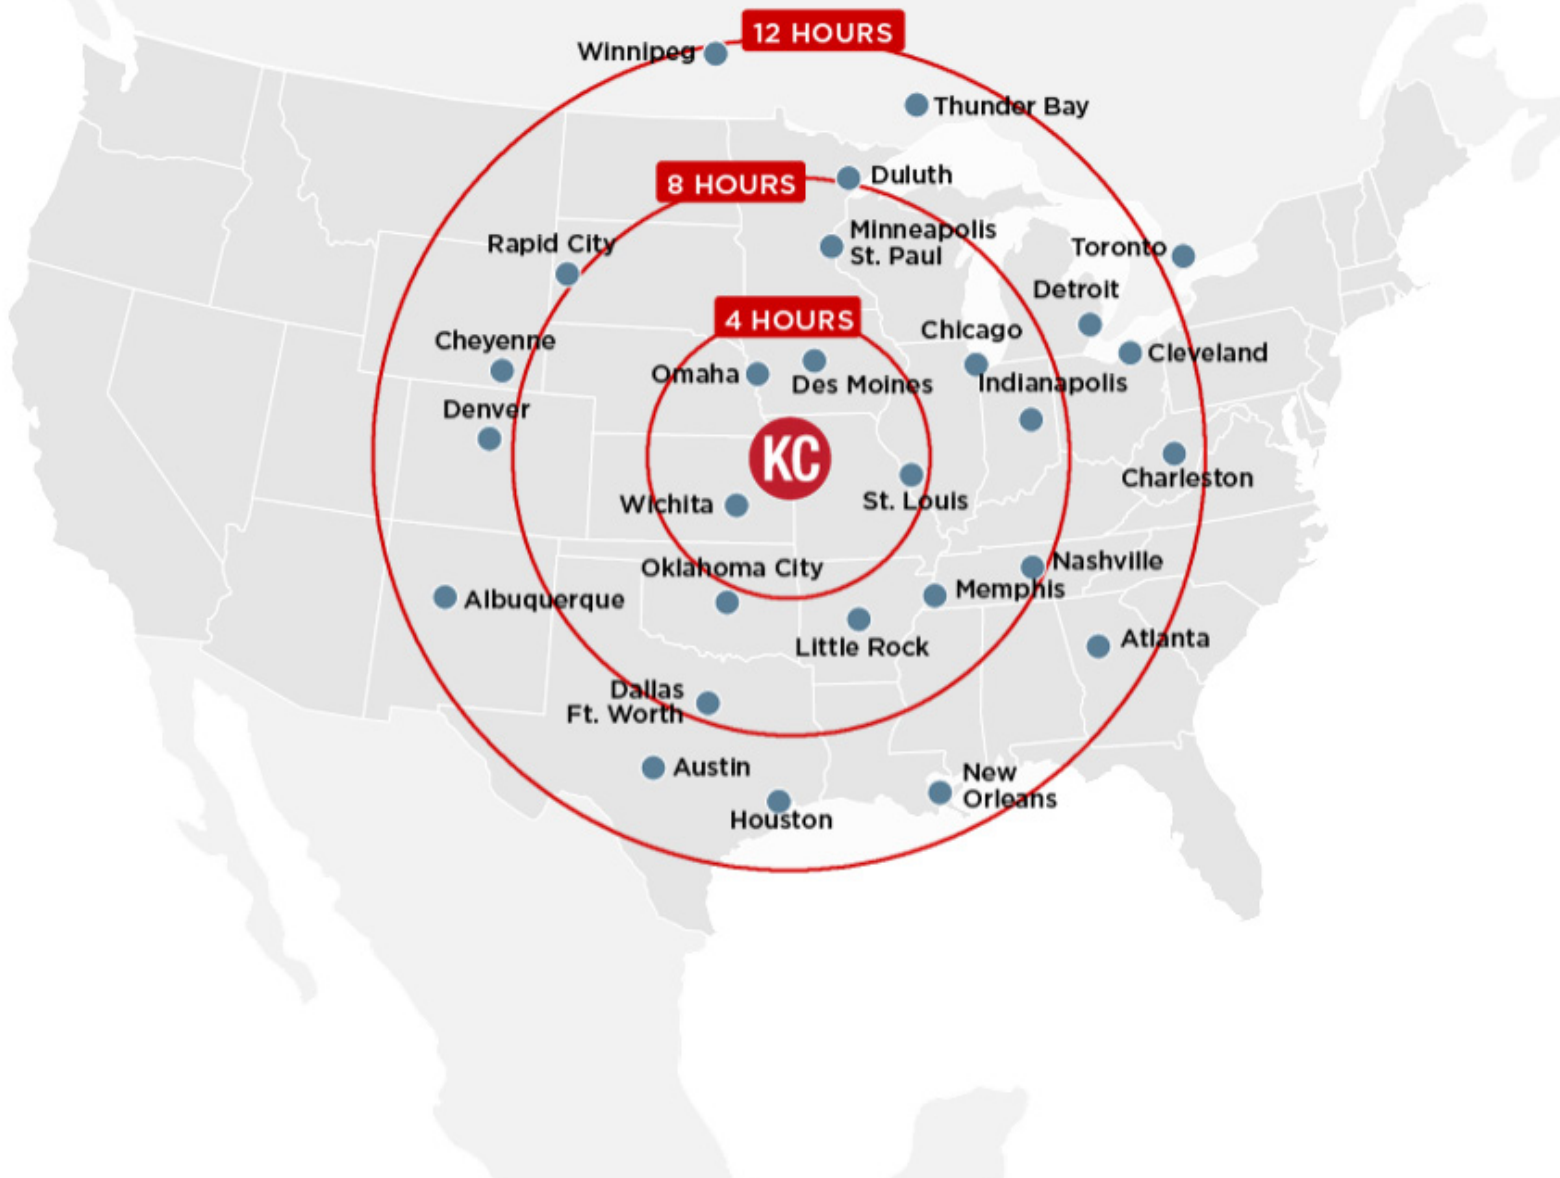 12 HOURS
Winnipeg
Thunder Bay
Duluth
8 HOURS
Minneapolis
St. Paul
Rapid City
Toronto
Detroit
4 HOURS
Chicago
Cheyenne
Cleveland
Omaha
Des Moines
Indianapolis
Denver
KC
Charleston
St. Louis
Wichita
Nashville
Oklahoma City
Memphis
Albuquerque
Atlanta
Little Rock
Dallas
Ft. Worth
Austin
New
Orleans
Houston